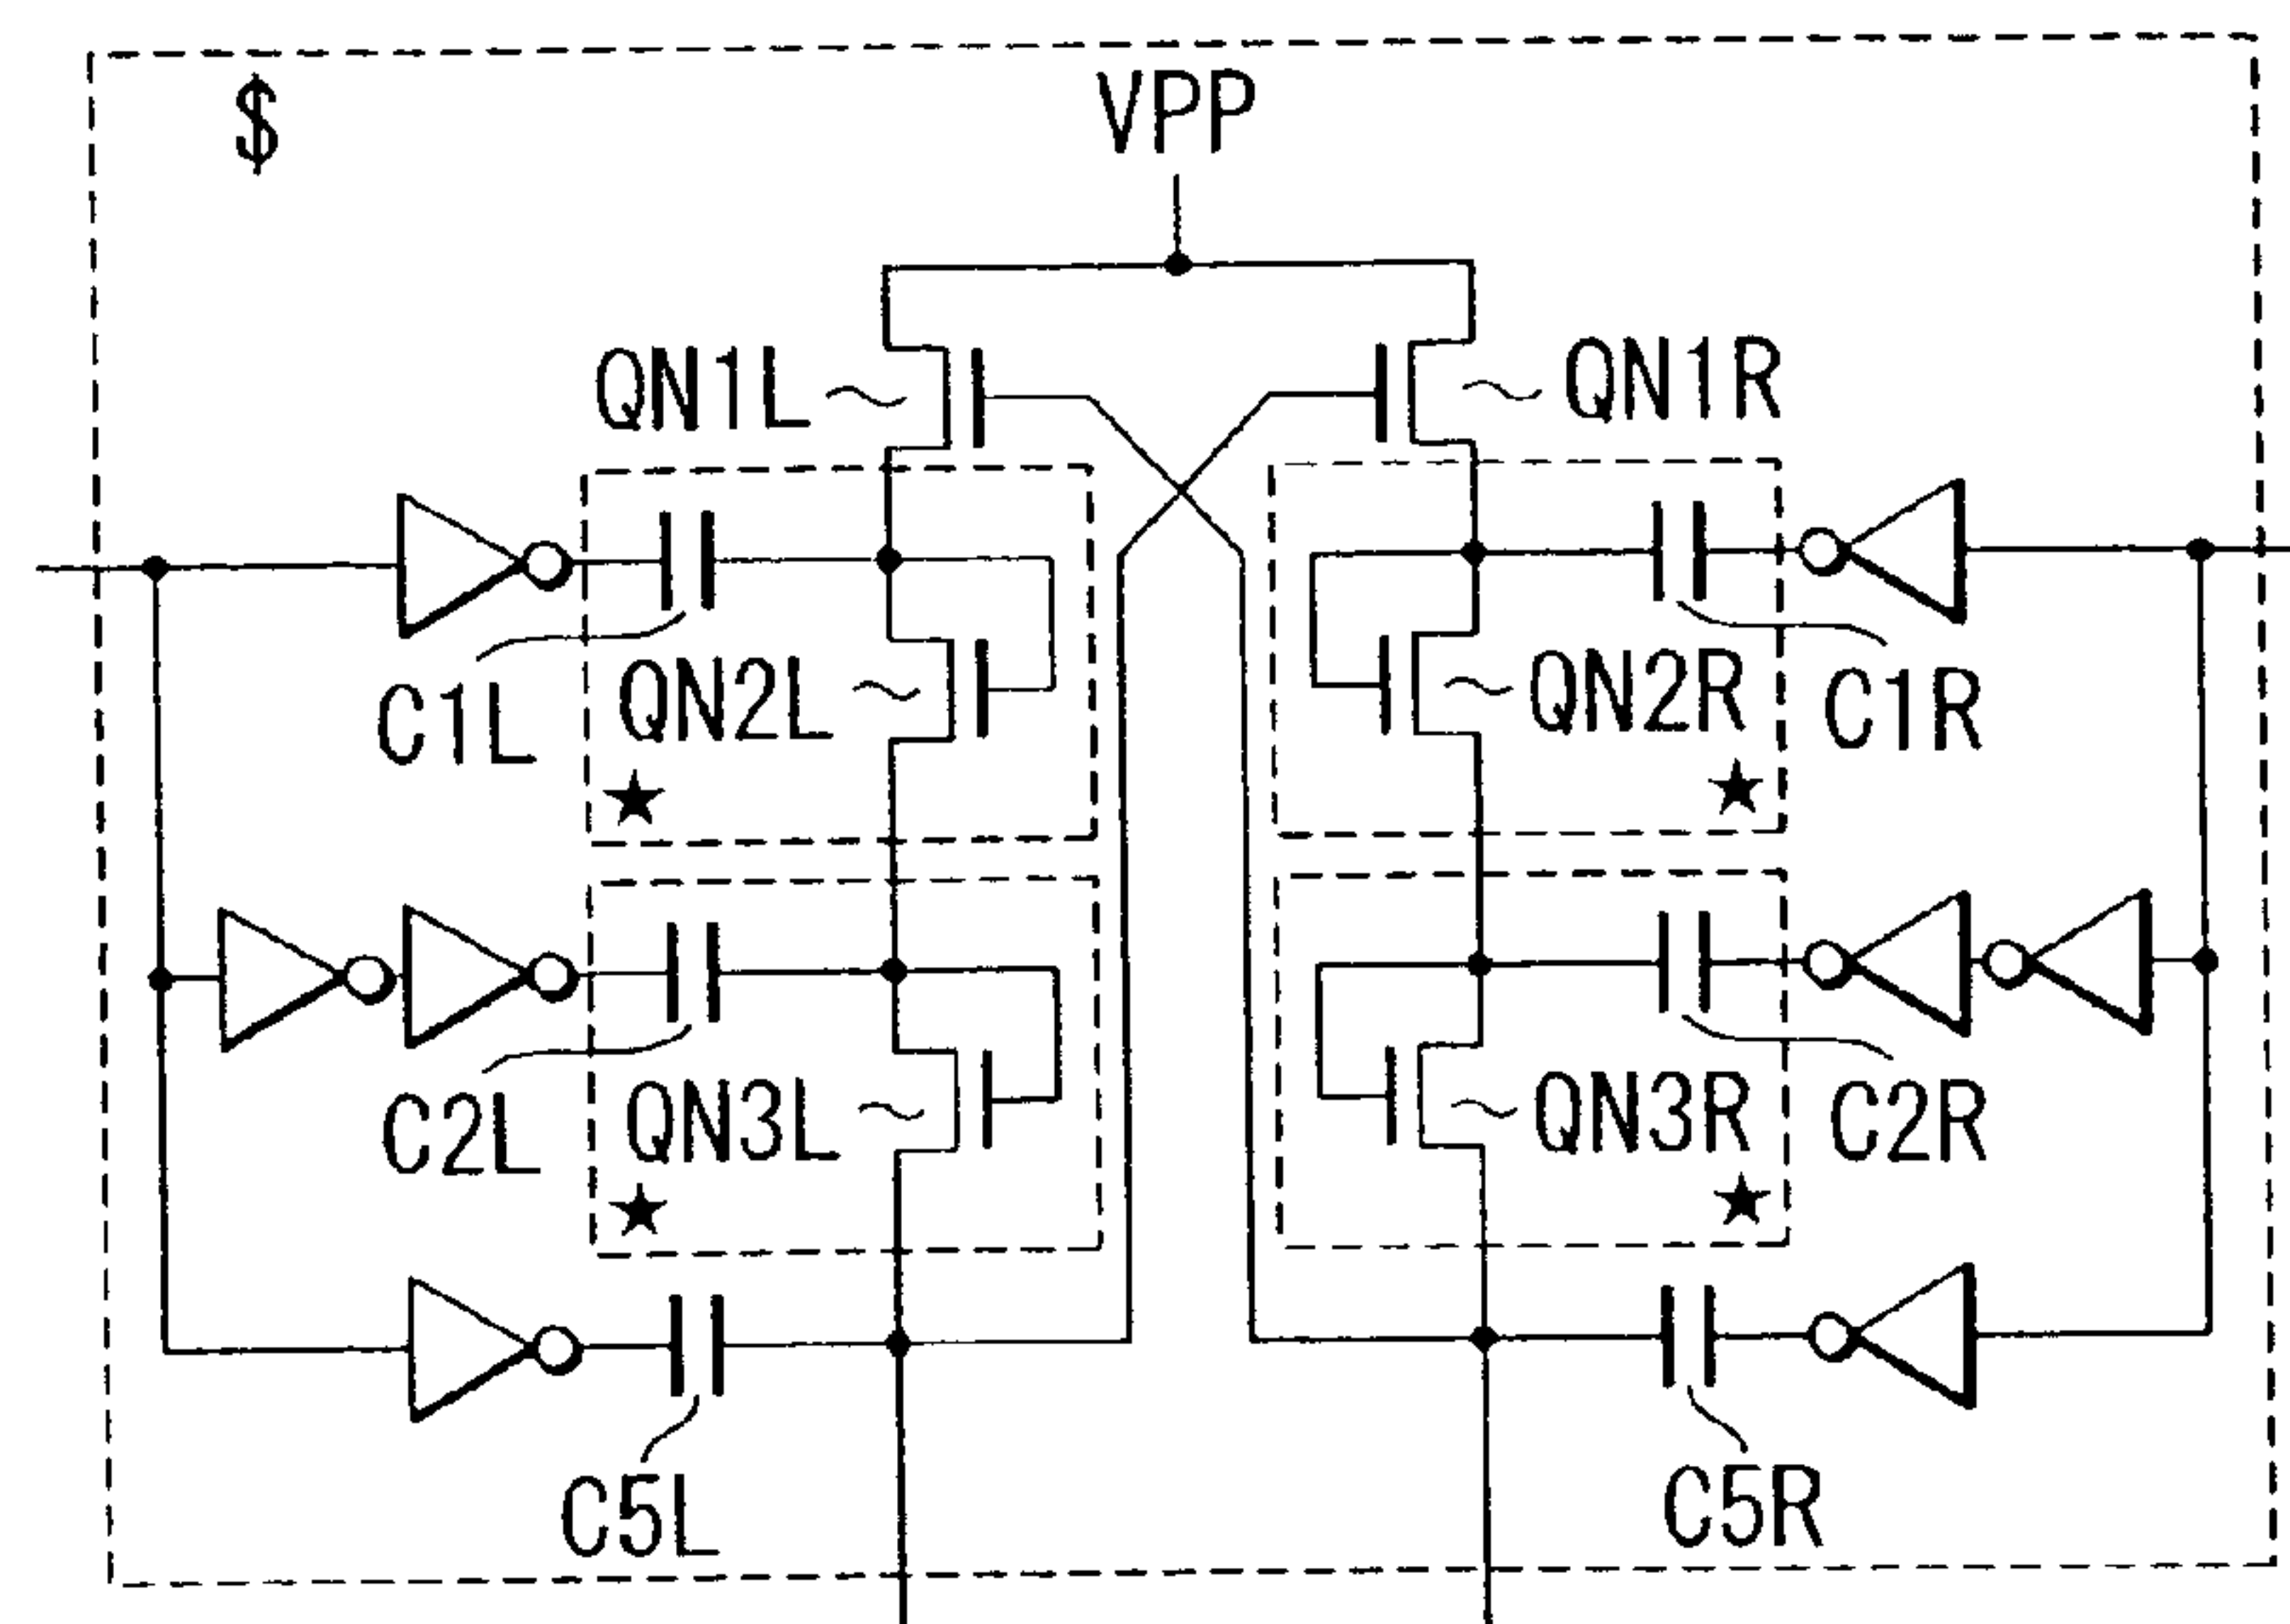 $
VPP
QN1L
QN1R
C1L
QN2L
QN2R
C1R
★
★
C2L
QN3L
QN3R
C2R
★
★
C5L
C5R